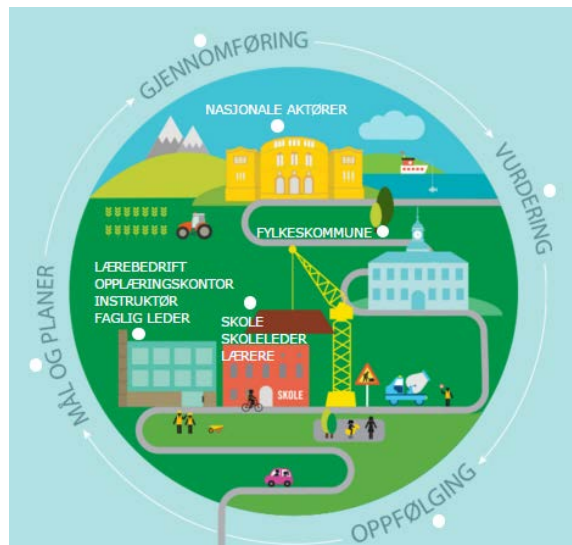 GJENNOMFØRING
NASJONALE AKTØRER
VURDERING
FYLKESKOMMUNE
LÆREBEDRIFT
OPPLÆRINGSKONTOR
INSTRUKTØR
FAGLIG LEDER
SKOLE
SKOLELEDER
LÆRERE
MÅL OG PLANER
SKOLE
OPPFØLGING